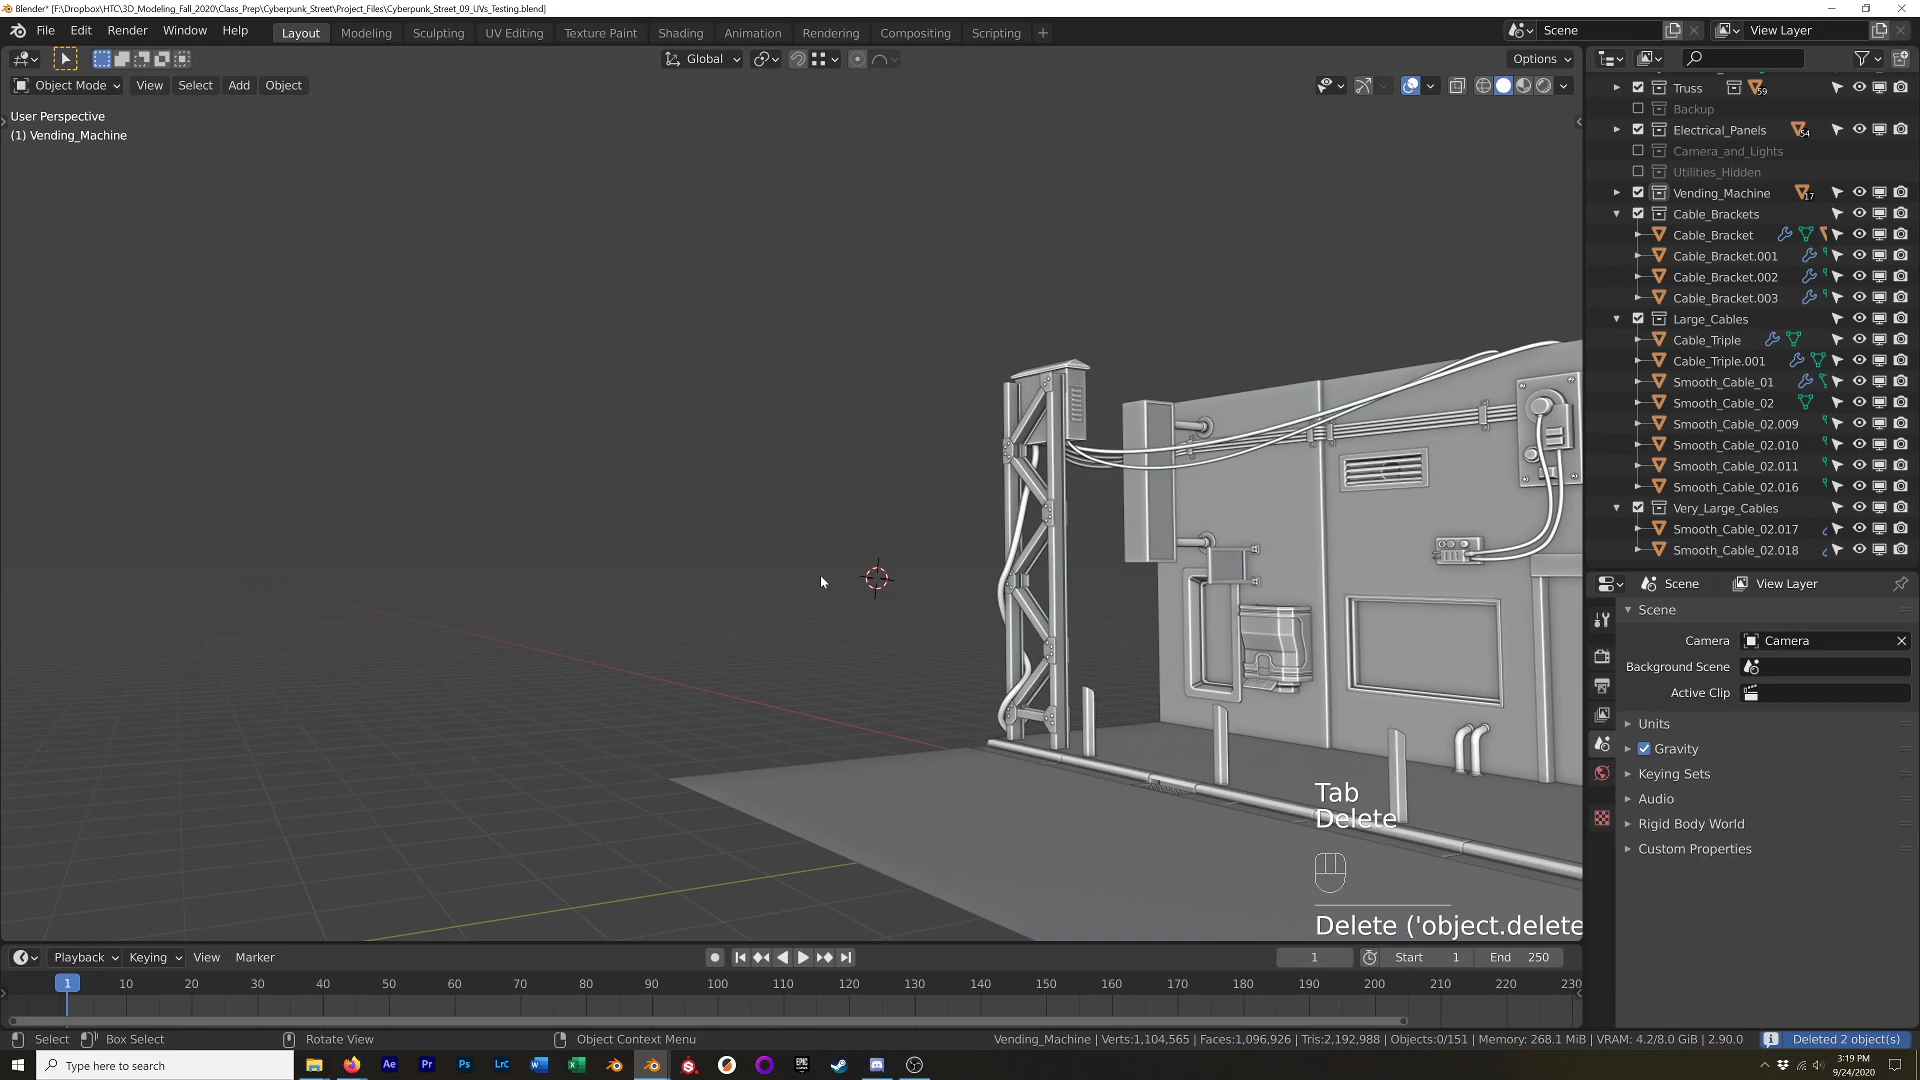 Blender* [F:\Dropbox\HTC\3D_Modeling_Fall_2020\Class_Prep\Cyberpunk_Street\Project_Files\Cyberpunk_Street_09_UVs_Testing.blend]
File Edit Render Window Help Layout Modeling Sculpting UV Editing Texture Paint Shading Animation Rendering Compositing Scripting + Scene View Layer
Global Options
Object Mode View Select Add Object
User Perspective
(1) Vending_Machine
Truss 59
Backup
Electrical_Panels 54
Camera_and_Lights
Utilities_Hidden
Vending_Machine 17
Cable_Brackets
Cable_Bracket
Cable_Bracket.001
Cable_Bracket.002
Cable_Bracket.003
Large_Cables
Cable_Triple
Cable_Triple.001
Smooth_Cable_01
Smooth_Cable_02
Smooth_Cable_02.009
Smooth_Cable_02.010
Smooth_Cable_02.011
Smooth_Cable_02.016
Very_Large_Cables
Smooth_Cable_02.017
Smooth_Cable_02.018
Scene View Layer
Scene
Camera Camera
Background Scene
Active Clip
Units
Gravity
Keying Sets
Audio
Rigid Body World
Custom Properties
Tab
Delete
Delete ('object.delete
Playback Keying View Marker 1 Start 1 End 250
1 10 20 30 40 50 60 70 80 90 100 110 120 130 140 150 160 170 180 190 200 210 220 230
Select Box Select Rotate View Object Context Menu Vending_Machine | Verts:1,104,565 | Faces:1,096,926 | Tris:2,192,988 | Objects:0/151 | Memory: 268.1 MiB | VRAM: 4.2/8.0 GiB | 2.90.0 Deleted 2 object(s)
Type here to search Ae Pr Ps Lrc 3:19 PM
9/24/2020